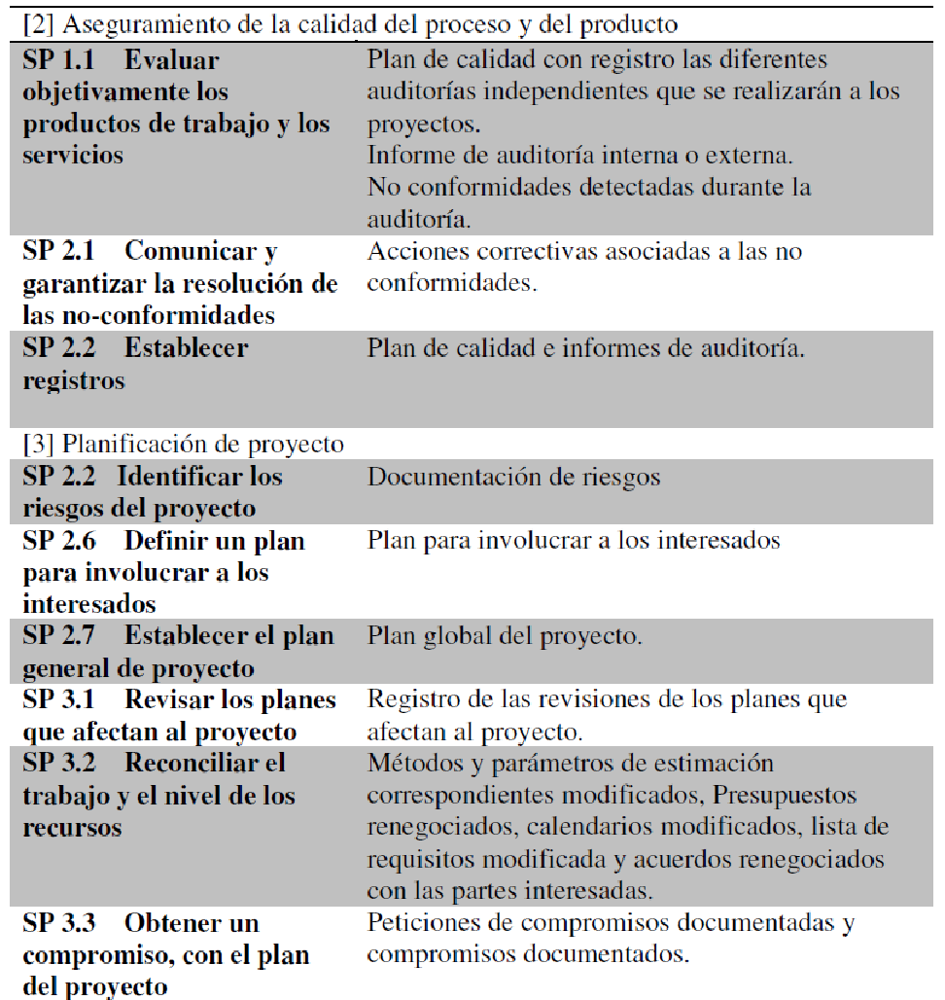 [2] Aseguramiento de la calidad del proceso y del producto
SP 1.1 Evaluar Plan de calidad con registro las diferentes
objetivamente los auditorías independientes que se realizarán a los
productos de trabajo y los proyectos.
servicios Informe de auditoría interna o externa.
No conformidades detectadas durante la
auditoría.
SP 2.1 Comunicar y Acciones correctivas asociadas a las no
garantizar la resolución de conformidades.
las no-conformidades
SP 2.2 Establecer Plan de calidad e informes de auditoría.
registros
[3] Planificación de proyecto
SP 2.2 Identificar los Documentación de riesgos
riesgos del proyecto
SP 2.6 Definir un plan Plan para involucrar a los interesados
para involucrar a los
interesados
SP 2.7 Establecer el plan Plan global del proyecto.
general de proyecto
SP 3.1 Revisar los planes Registro de las revisiones de los planes que
que afectan al proyecto afectan al proyecto.
SP 3.2 Reconciliar el Métodos y parámetros de estimación
trabajo y el nivel de los correspondientes modificados, Presupuestos
recursos renegociados, calendarios modificados, lista de
requisitos modificada y acuerdos renegociados
con las partes interesadas.
SP 3.3 Obtener un Peticiones de compromisos documentadas y
compromiso, con el plan compromisos documentados.
del proyecto